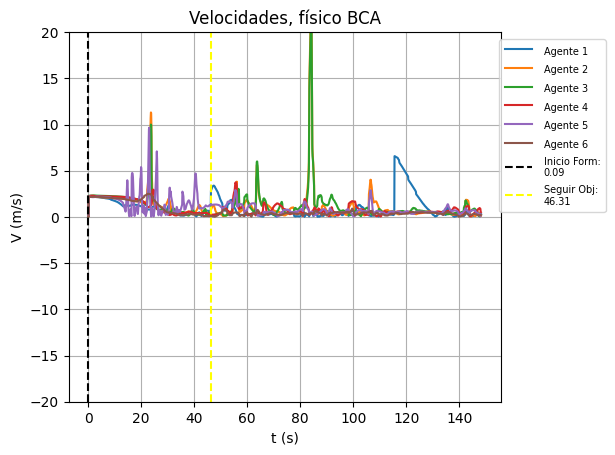 Velocidades, físico BCA
20
15
10
5
0
−5
−10
−15
−20
V (m/s)
0
20
40
60
80
100
120
140
t (s)
Agente 1
Agente 2
Agente 3
Agente 4
Agente 5
Agente 6
Inicio Form:
0.09
Seguir Obj:
46.31